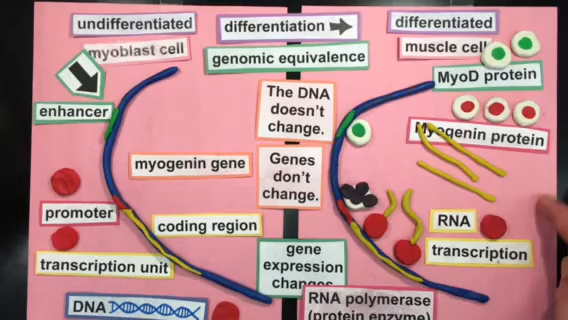 undifferentiated
myoblast cell
differentiation
genomic equivalence
differentiated
muscle cell
MyoD protein
enhancer
The DNA
doesn't
change.
Myogenin protein
myogenin gene
Genes
don't
change.
promoter
coding region
RNA
transcription unit
transcription
gene
expression
changes
DNA
RNA polymerase
(protein enzyme)